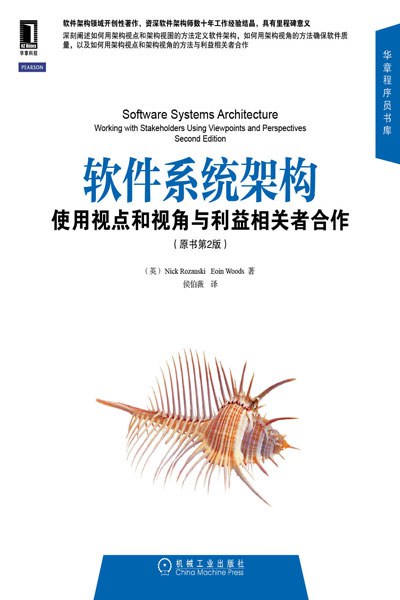 软件架构领域开创性著作，资深软件架构师数十年工作经验结晶，具有里程碑意义
深刻阐述如何用架构视点和架构视图的方法定义软件架构，如何用架构视角的方法确保软件质
量，以及如何用架构视点和架构视角的方法与利益相关者合作
HZ Books
华章科技
PEARSON
华章程序员书库
Software Systems Architecture
Working with Stakeholders Using Viewpoints and Perspectives
Second Edition
软件系统架构
使用视点和视角与利益相关者合作
（原书第2版）
（英）Nick Rozanski Eoin Woods 著
侯伯薇 译
机械工业出版社
China Machine Press